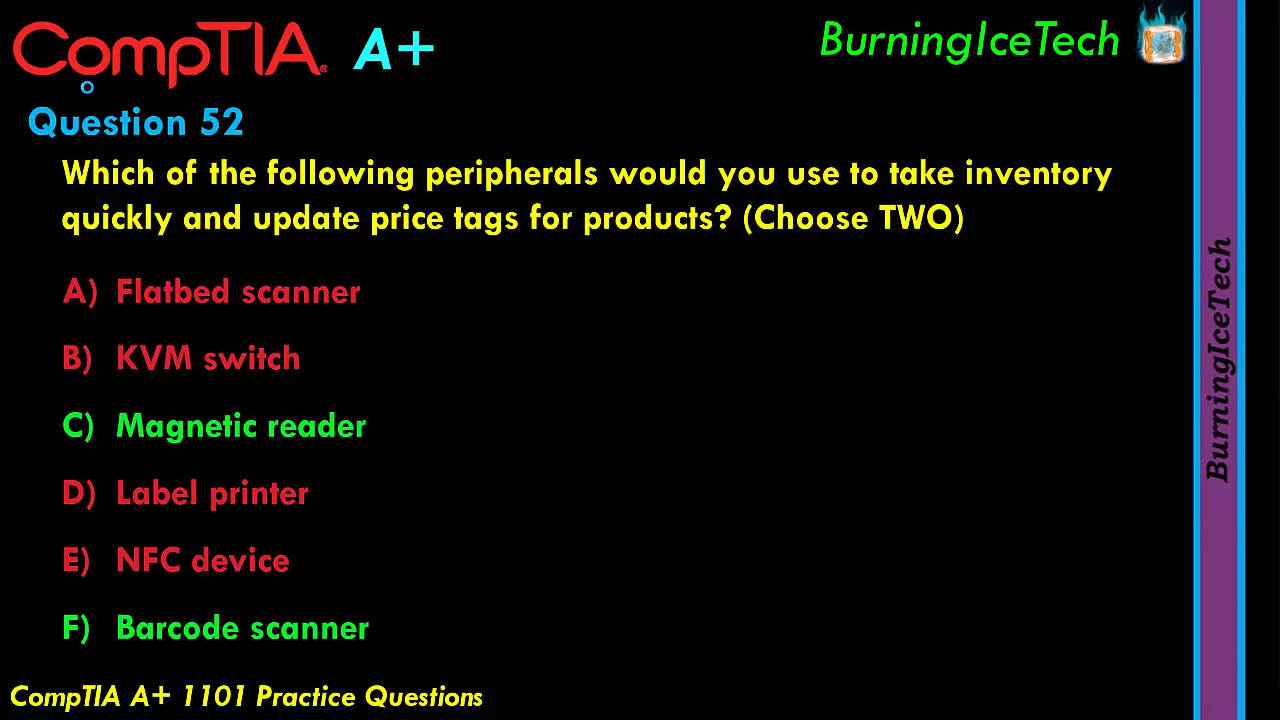 CompTIA® A+
BurningIceTech
Question 52
Which of the following peripherals would you use to take inventory
quickly and update price tags for products? (Choose TWO)
A) Flatbed scanner
B) KVM switch
C) Magnetic reader
D) Label printer
E) NFC device
F) Barcode scanner
CompTIA A+ 1101 Practice Questions
BurningIceTech